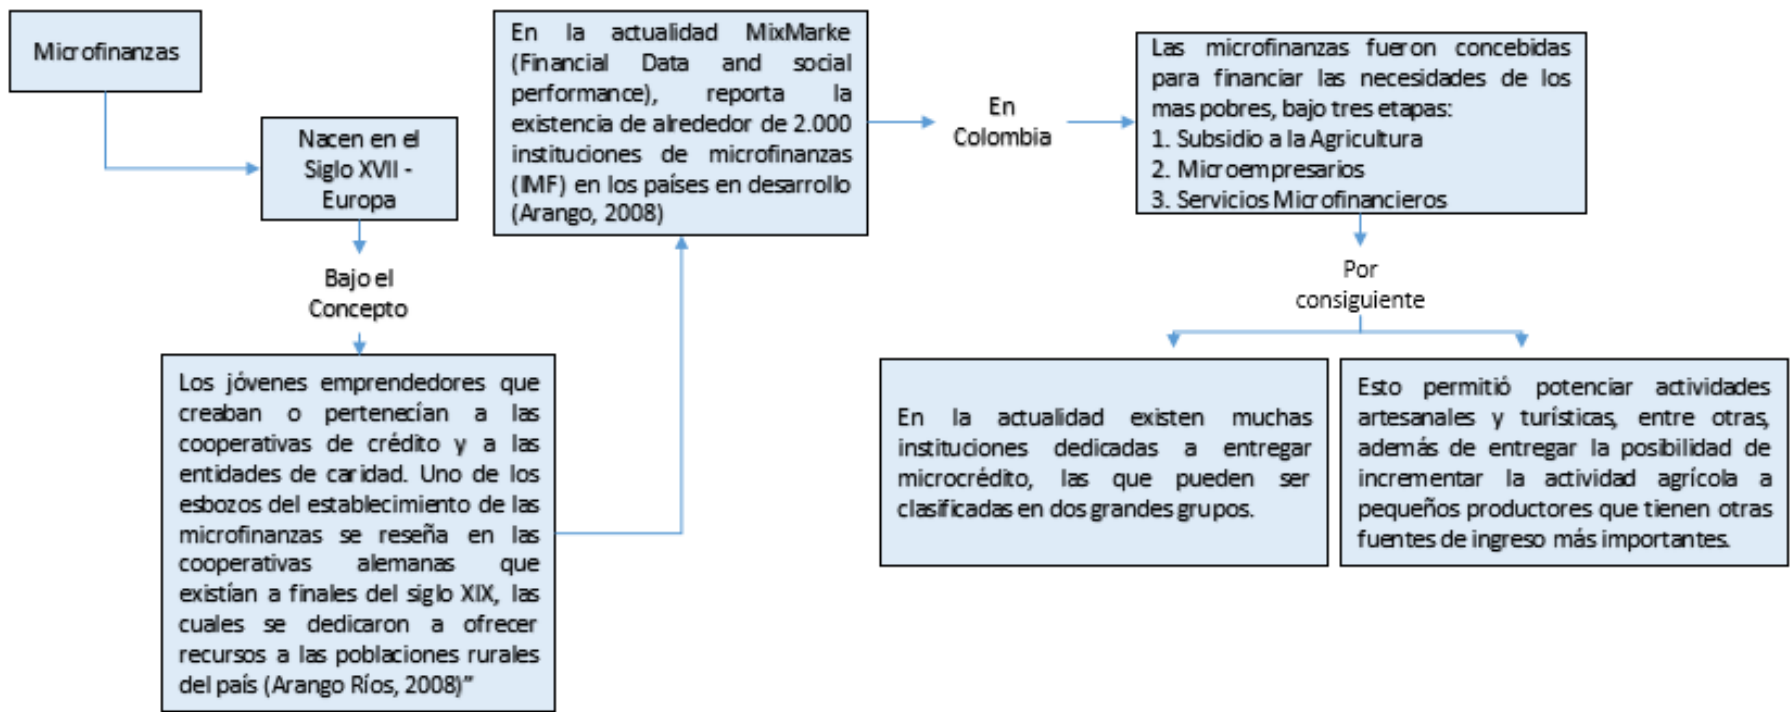 Microfinanzas
Nacen en el
Siglo XVII -
Europa
Bajo el
Concepto
Los jóvenes emprendedores que
creaban o pertenecían a las
cooperativas de crédito y a las
entidades de caridad. Uno de los
esbozos del establecimiento de las
microfinanzas se reseña en las
cooperativas alemanas que
existían a finales del siglo XIX, las
cuales se dedicaron a ofrecer
recursos a las poblaciones rurales
del país (Arango Ríos, 2008)”
En la actualidad MixMarke
(Financial Data and social
performance), reporta la
existencia de alrededor de 2.000
instituciones de microfinanzas
(IMF) en los países en desarrollo
(Arango, 2008)
En
Colombia
Las microfinanzas fueron concebidas
para financiar las necesidades de los
mas pobres, bajo tres etapas:
1. Subsidio a la Agricultura
2. Microempresarios
3. Servicios Microfinancieros
Por
consiguiente
En la actualidad existen muchas
instituciones dedicadas a entregar
microcrédito, las que pueden ser
clasificadas en dos grandes grupos.
Esto permitió potenciar actividades
artesanales y turísticas, entre otras,
además de entregar la posibilidad de
incrementar la actividad agrícola a
pequeños productores que tienen otras
fuentes de ingreso más importantes.